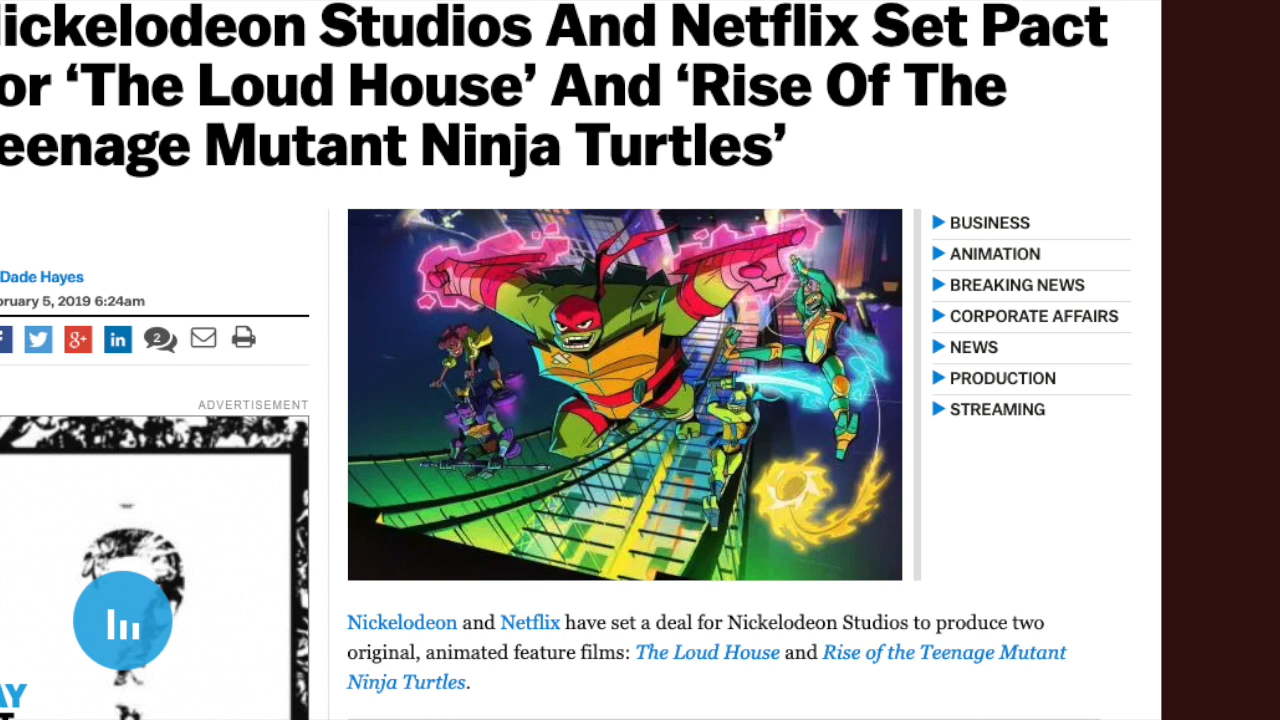 ickelodeon Studios And Netflix Set Pact
or ‘The Loud House’ And ‘Rise Of The
eenage Mutant Ninja Turtles’
Dade Hayes
bruary 5, 2019 6:24am
2
ADVERTISEMENT
AY
BUSINESS
ANIMATION
BREAKING NEWS
CORPORATE AFFAIRS
NEWS
PRODUCTION
STREAMING
Nickelodeon and Netflix have set a deal for Nickelodeon Studios to produce two
original, animated feature films: The Loud House and Rise of the Teenage Mutant
Ninja Turtles.